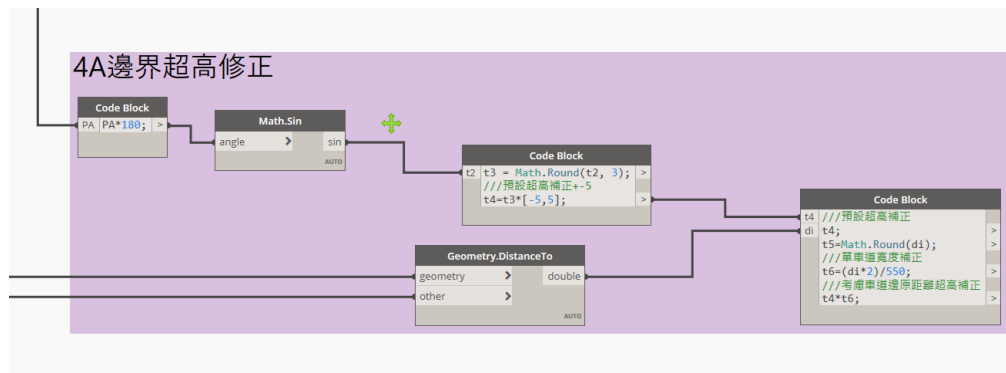 4A邊界超高修正
Code Block
PA PA*180; >
Math.Sin
angle > sin
AUTO
Code Block
t2 t3 = Math.Round(t2, 3); >
///預設超高補正+-5
t4=t3*[-5,5]; >
Geometry.DistanceTo
geometry > double
other >
AUTO
Code Block
t4 ///預設超高補正
di t4; >
t5=Math.Round(di); >
///單車道寬度補正
t6=(di*2)/550; >
///考慮車道邊原距離超高補正
t4*t6; >